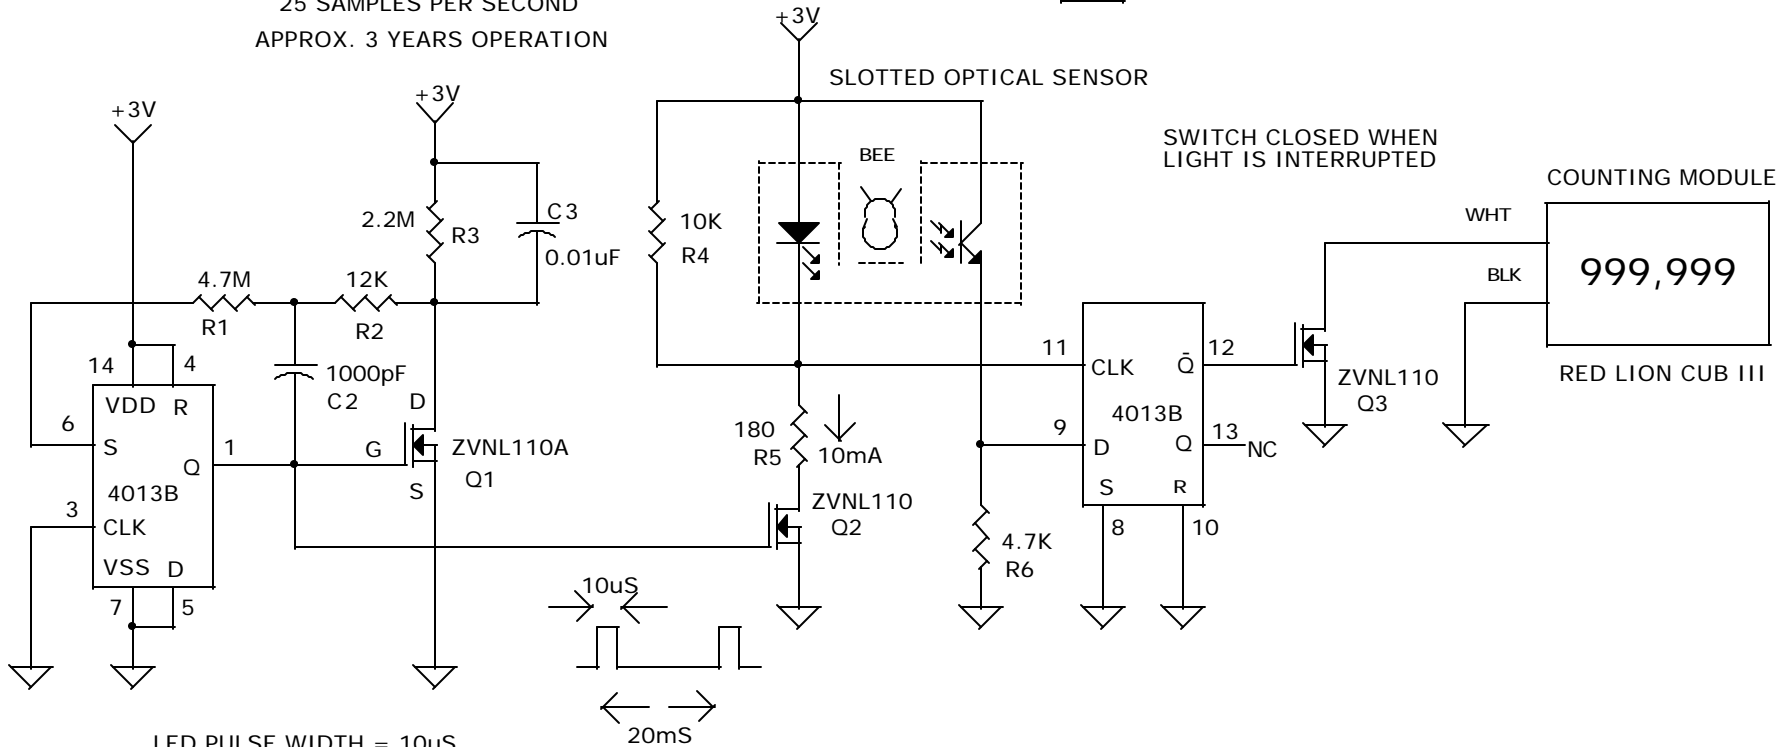 25 SAMPLES PER SECOND
APPROX. 3 YEARS OPERATION
+3V
+3V
+3V
SLOTTED OPTICAL SENSOR
SWITCH CLOSED WHEN
LIGHT IS INTERRUPTED
BEE
COUNTING MODULE
WHT
BLK
999,999
RED LION CUB III
2.2M
R3
C3
0.01uF
10K
R4
4.7M
R1
12K
R2
14
4
1000pF
C2
VDD R
6
S
Q
1
4013B
3
CLK
VSS D
7
5
D
G
S
ZVNL110A
Q1
180
R5
10mA
ZVNL110
Q2
11
CLK
Q̄
12
4013B
9
D
Q
13
NC
S
R
8
10
ZVNL110
Q3
4.7K
R6
10uS
20mS
LED PULSE WIDTH = 10uS